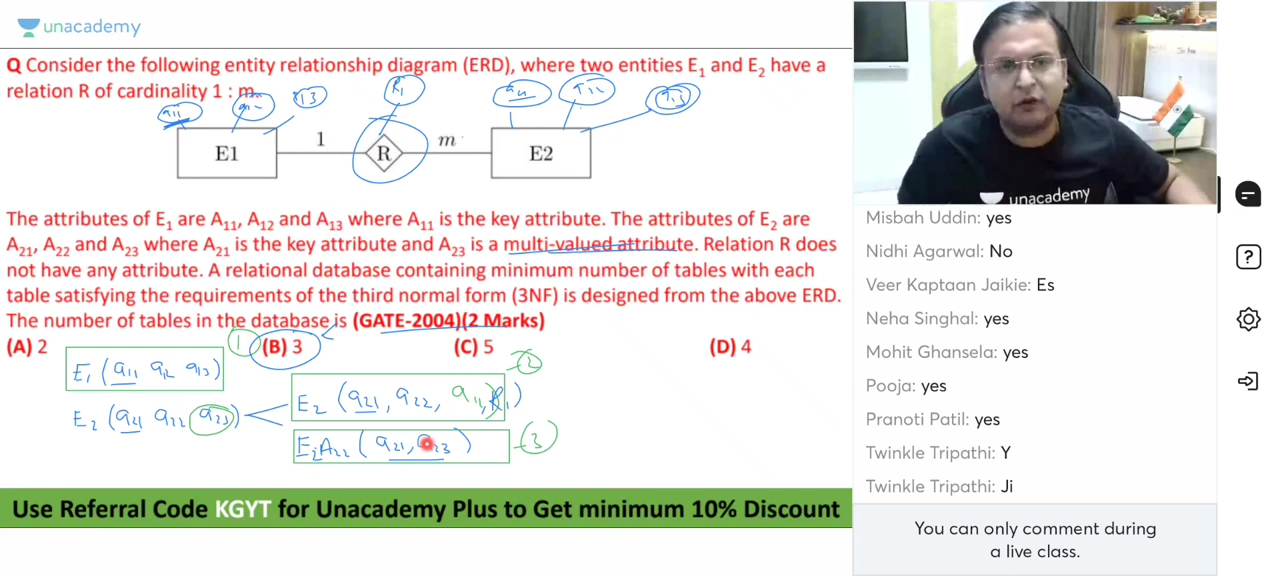 unacademy
Q Consider the following entity relationship diagram (ERD), where two entities E1 and E2 have a
relation R of cardinality 1 : m.
a11
a12
13
R1
E1
1
R
m
E2
The attributes of E1 are A11, A12 and A13 where A11 is the key attribute. The attributes of E2 are
A21, A22 and A23 where A21 is the key attribute and A23 is a multi-valued attribute. Relation R does
not have any attribute. A relational database containing minimum number of tables with each
table satisfying the requirements of the third normal form (3NF) is designed from the above ERD.
The number of tables in the database is (GATE-2004)(2 Marks)
(A) 2
(B) 3
(C) 5
(D) 4
1
2
E1 (a11 a12 a13)
E2 (a21, a22, a11, R1)
E2 (a21 a22 a23)
E2A22 (a21, a23)
3
Use Referral Code KGYT for Unacademy Plus to Get minimum 10% Discount
unacademy
Misbah Uddin: yes
Nidhi Agarwal: No
Veer Kaptaan Jaikie: Es
Neha Singhal: yes
Mohit Ghansela: yes
Pooja: yes
Pranoti Patil: yes
Twinkle Tripathi: Y
Twinkle Tripathi: Ji
You can only comment during
a live class.